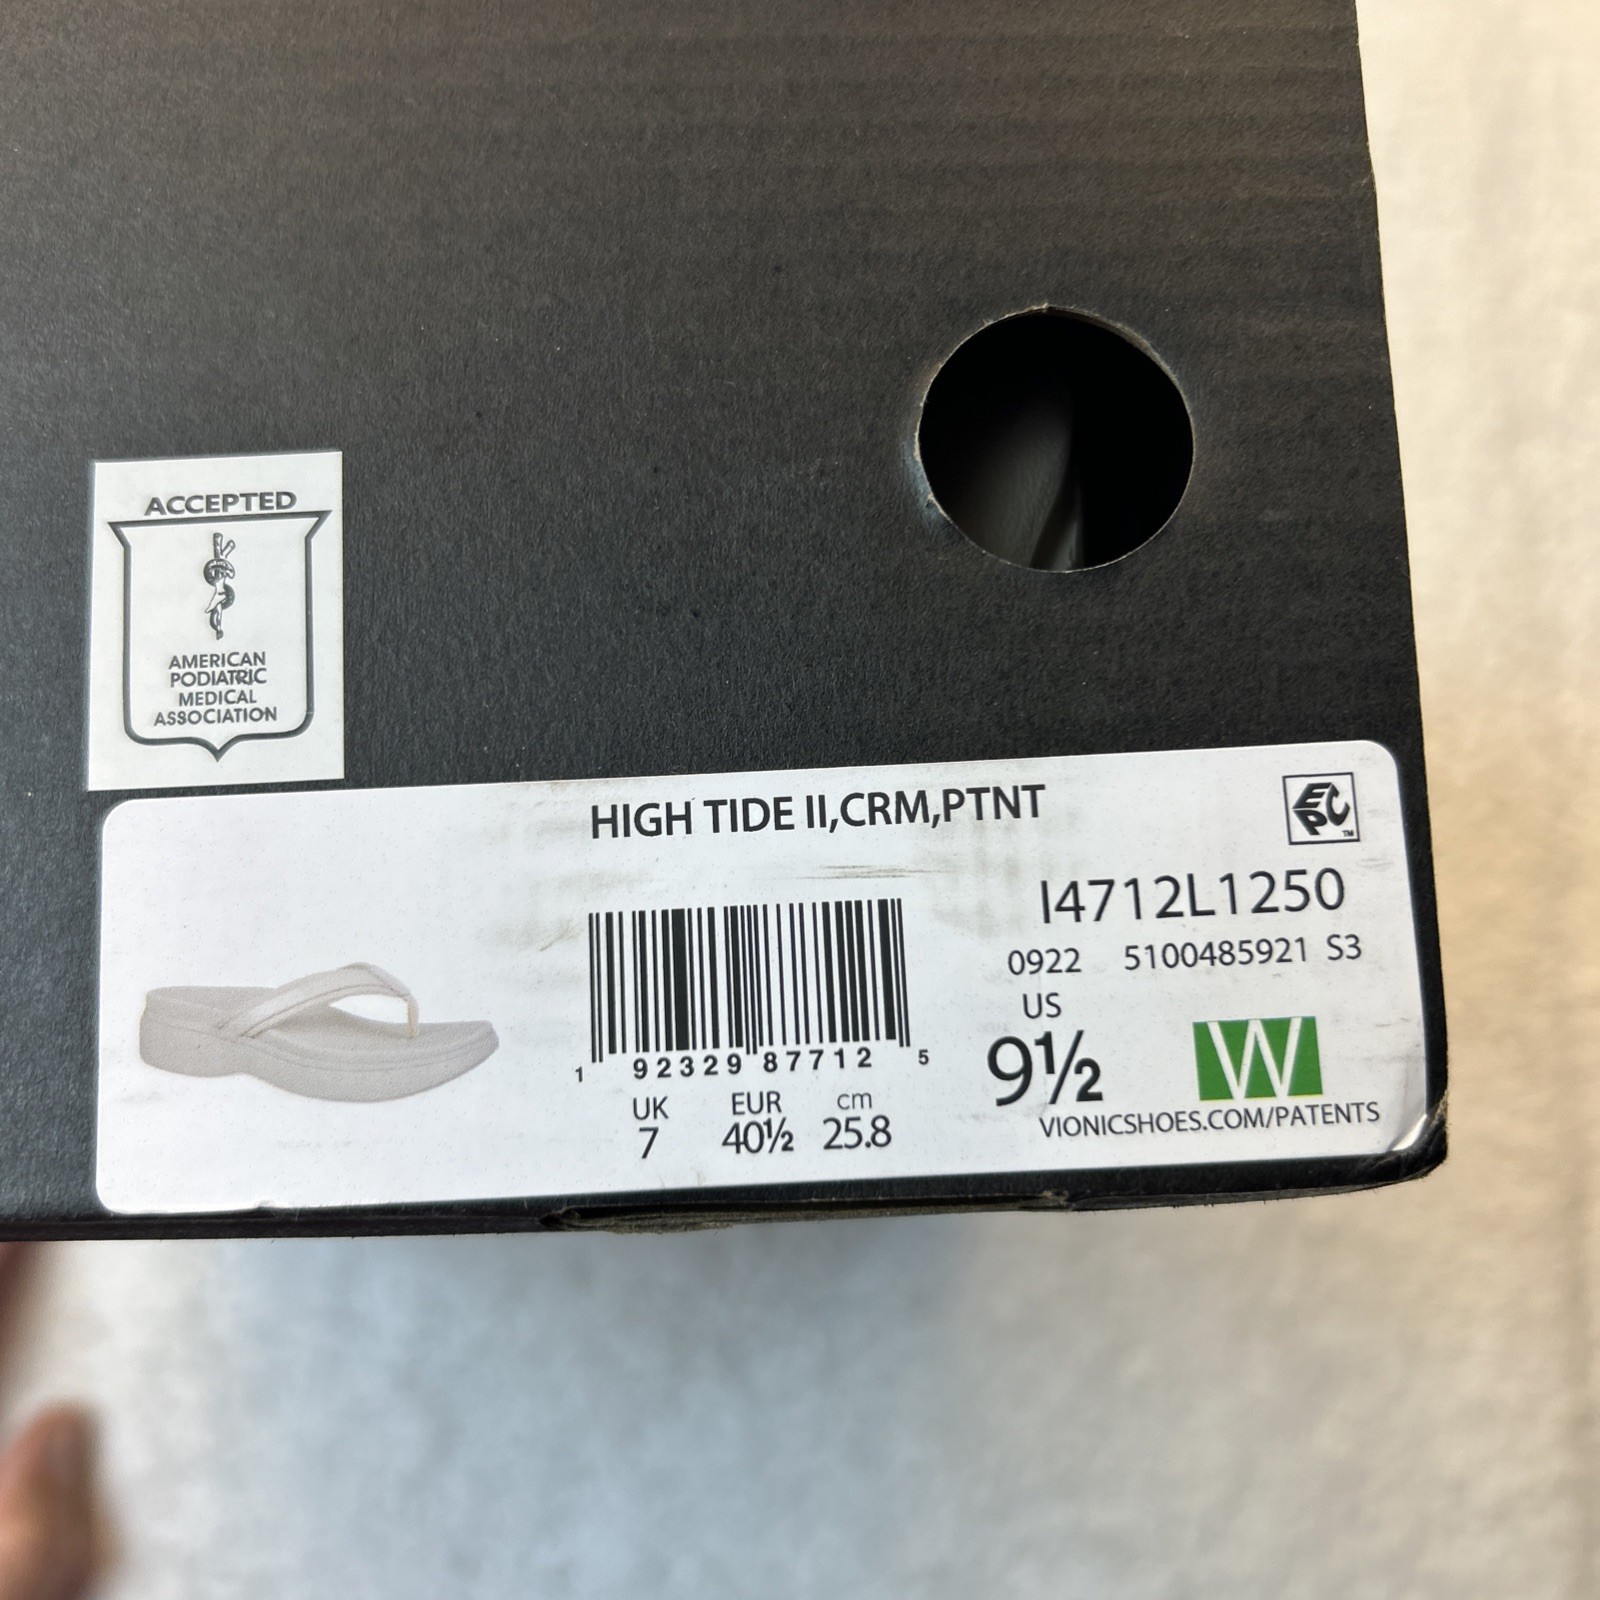 ACCEPTED
AMERICAN
PODIATRIC
MEDICAL
ASSOCIATION
HIGH TIDE II,CRM,PTNT
EPC™
I4712L1250
0922 5100485921 S3
US
9½
W
VIONICSHOES.COM/PATENTS
1 92329 87712 5
UK EUR cm
7 40½ 25.8